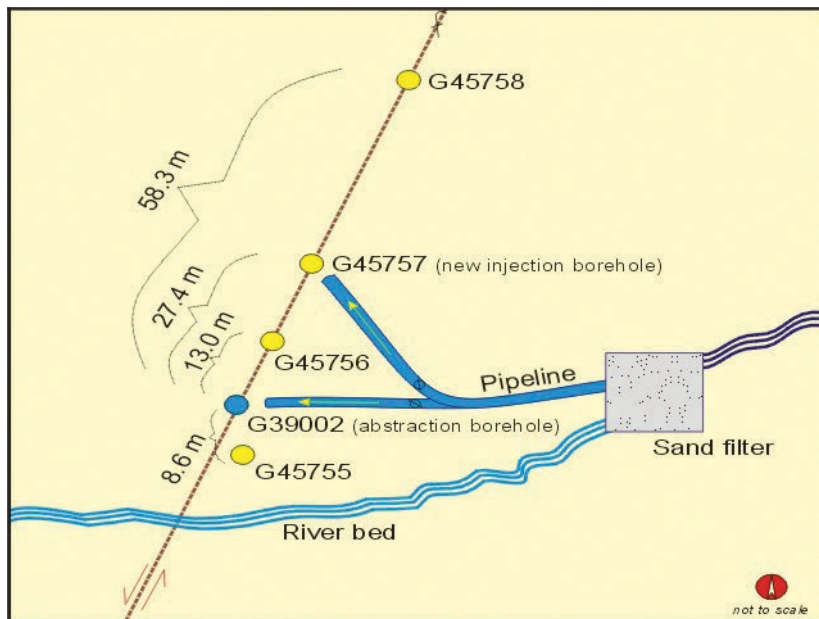 G45758
58.3 m
G45757 (new injection borehole)
27.4 m
13.0 m
G45756
Pipeline
G39002 (abstraction borehole)
8.6 m
Sand filter
G45755
River bed
not to scale